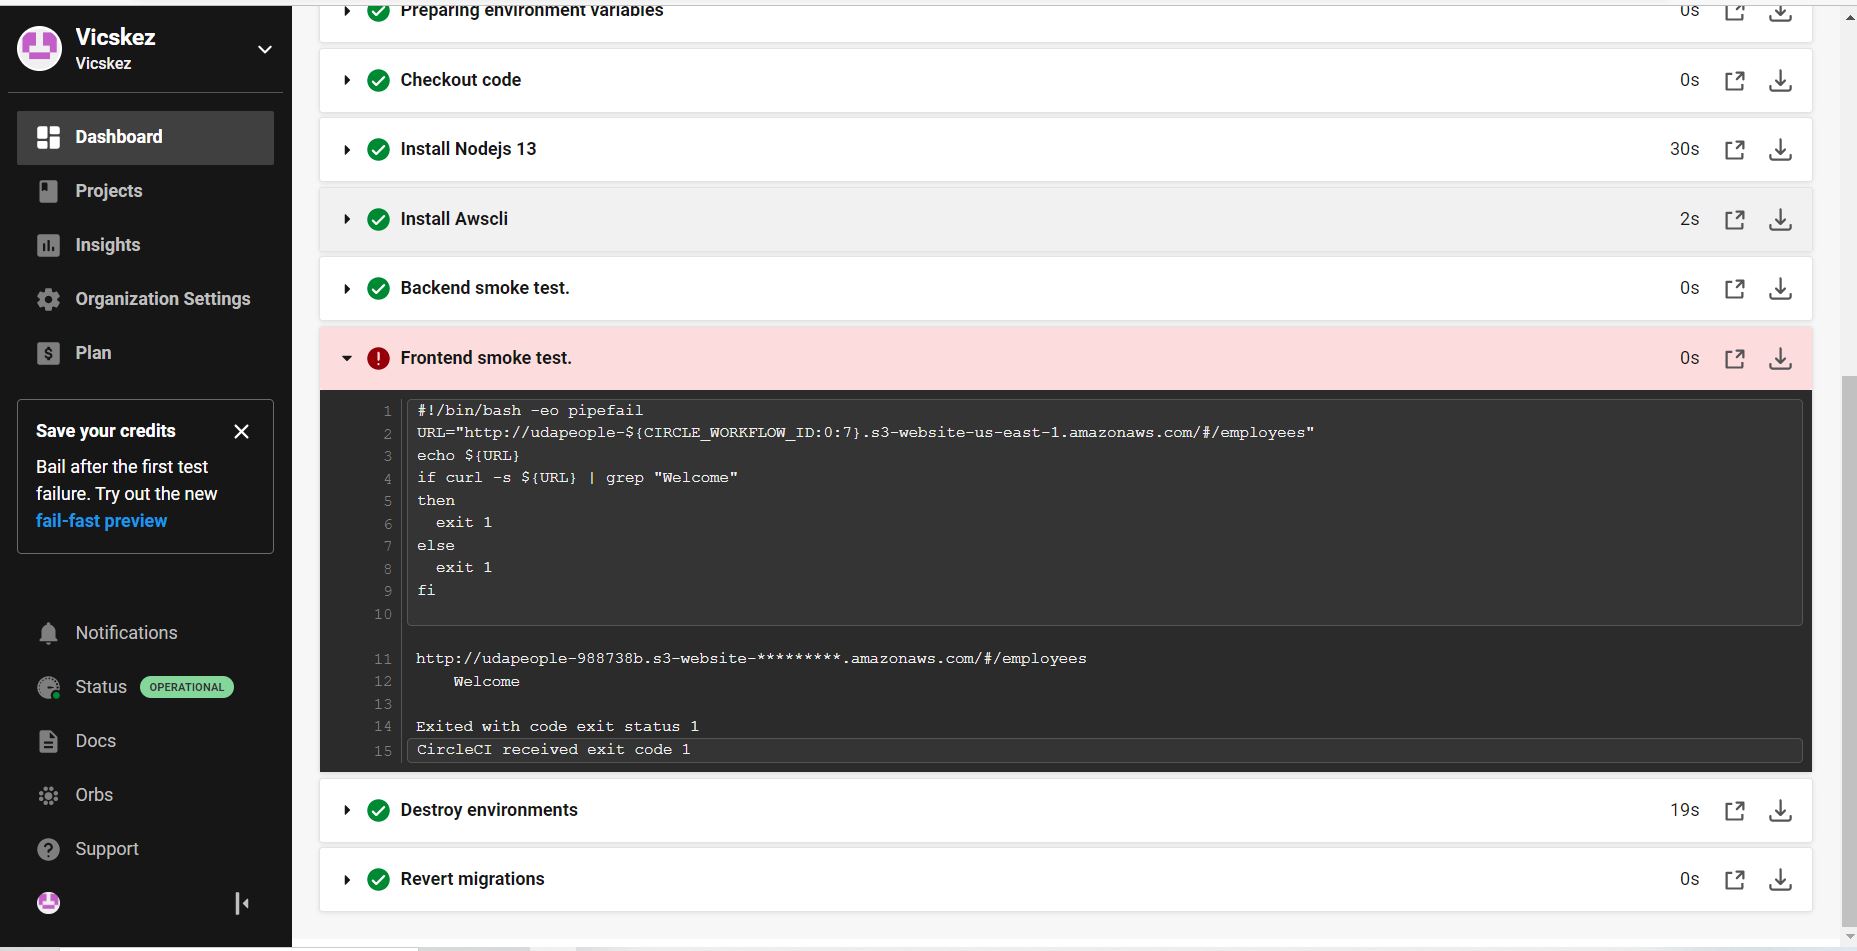 Vicskez
Vicskez
Dashboard
Projects
Insights
Organization Settings
Plan
Save your credits
Bail after the first test
failure. Try out the new
fail-fast preview
Notifications
Status OPERATIONAL
Docs
Orbs
Support
Preparing environment variables 0s
Checkout code 0s
Install Nodejs 13 30s
Install Awscli 2s
Backend smoke test. 0s
Frontend smoke test. 0s
1 #!/bin/bash -eo pipefail
2 URL="http://udapeople-${CIRCLE_WORKFLOW_ID:0:7}.s3-website-us-east-1.amazonaws.com/#/employees"
3 echo ${URL}
4 if curl -s ${URL} | grep "Welcome"
5 then
6 exit 1
7 else
8 exit 1
9 fi
10
11 http://udapeople-988738b.s3-website-*********.amazonaws.com/#/employees
12 Welcome
13
14 Exited with code exit status 1
15 CircleCI received exit code 1
Destroy environments 19s
Revert migrations 0s